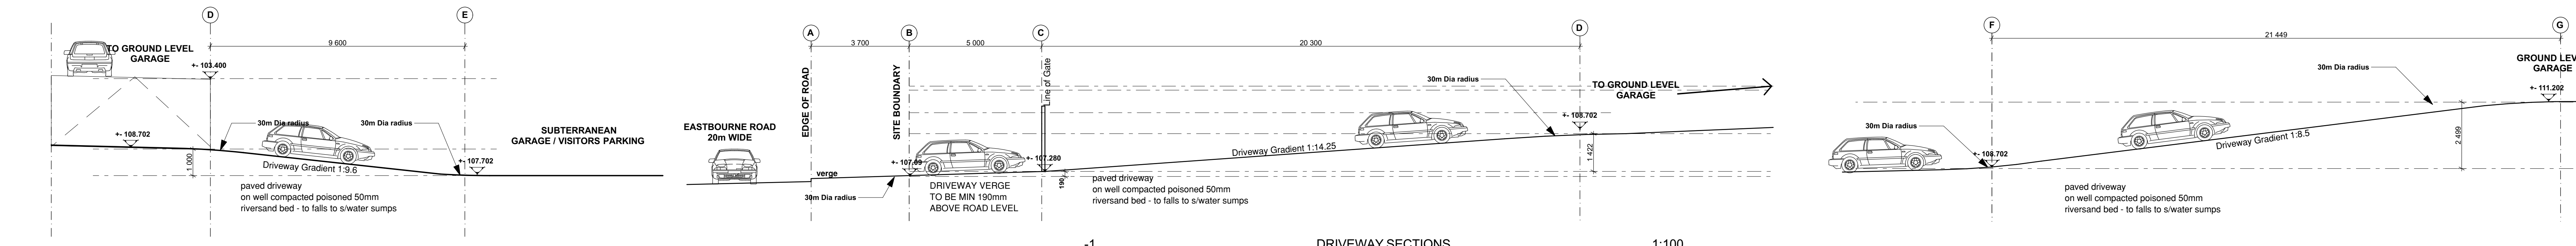 D
E
9 600
TO GROUND LEVEL
GARAGE
+- 103.400
+- 108.702
30m Dia radius
30m Dia radius
1 000
Driveway Gradient 1:9.6
+- 107.702
SUBTERRANEAN
GARAGE / VISITORS PARKING
paved driveway
on well compacted poisoned 50mm
riversand bed - to falls to s/water sumps
A
B
C
D
3 700
5 000
20 300
EDGE OF ROAD
SITE BOUNDARY
Line of Gate
EASTBOURNE ROAD
20m WIDE
verge
30m Dia radius
+- 107.280
190
DRIVEWAY VERGE
TO BE MIN 190mm
ABOVE ROAD LEVEL
paved driveway
on well compacted poisoned 50mm
riversand bed - to falls to s/water sumps
Driveway Gradient 1:14.25
30m Dia radius
+- 108.702
1 422
TO GROUND LEVEL
GARAGE
-1
DRIVEWAY SECTIONS
1:100
F
G
21 449
30m Dia radius
+- 108.702
Driveway Gradient 1:8.5
30m Dia radius
2 499
GARAGE
+- 111.202
paved driveway
on well compacted poisoned 50mm
riversand bed - to falls to s/water sumps